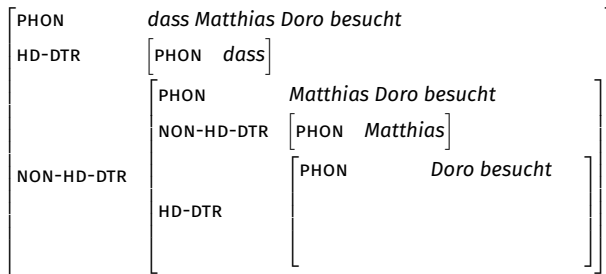 PHON dass Matthias Doro besucht
HD-DTR [PHON dass]
PHON Matthias Doro besucht
NON-HD-DTR [PHON Matthias]
PHON Doro besucht
NON-HD-DTR
HD-DTR